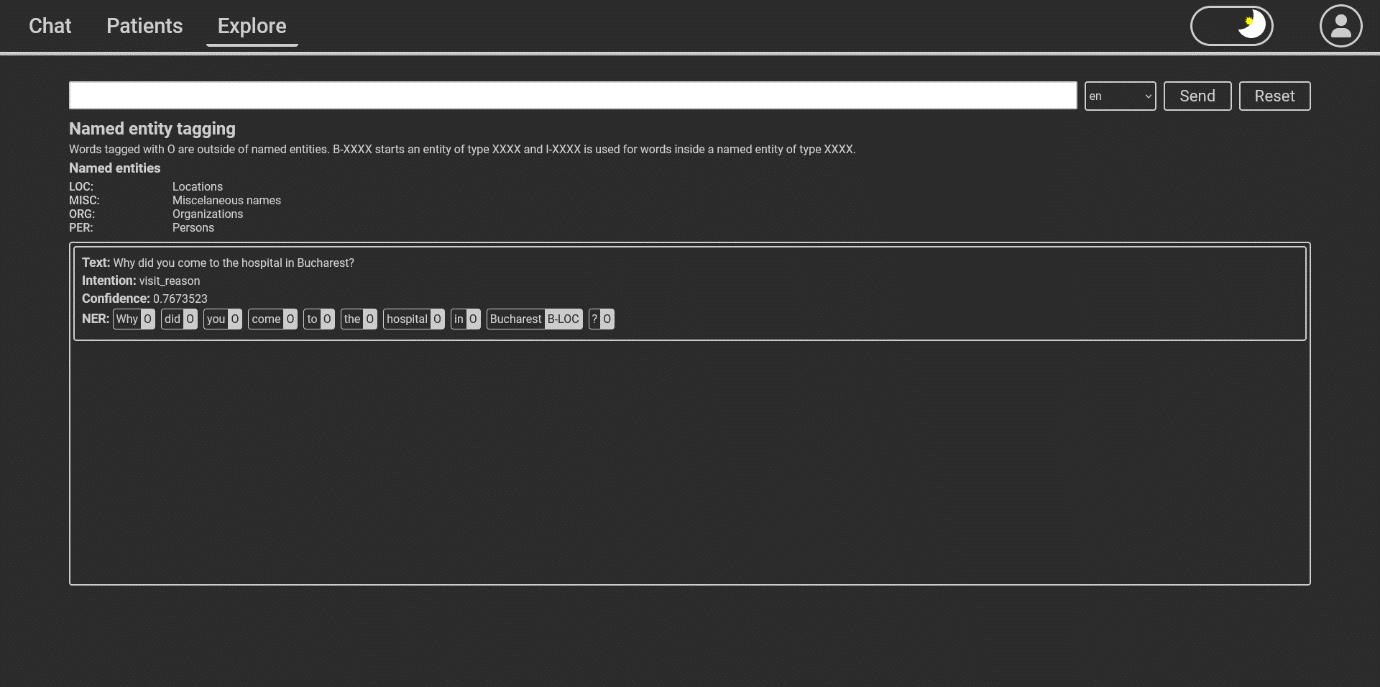 Chat Patients Explore
en Send Reset
Named entity tagging
Words tagged with O are outside of named entities. B-XXXX starts an entity of type XXXX and I-XXXX is used for words inside a named entity of type XXXX.
Named entities
LOC: Locations
MISC: Miscelaneous names
ORG: Organizations
PER: Persons
Text: Why did you come to the hospital in Bucharest?
Intention: visit_reason
Confidence: 0.7673523
NER: Why O did O you O come O to O the O hospital O in O Bucharest B-LOC ? O